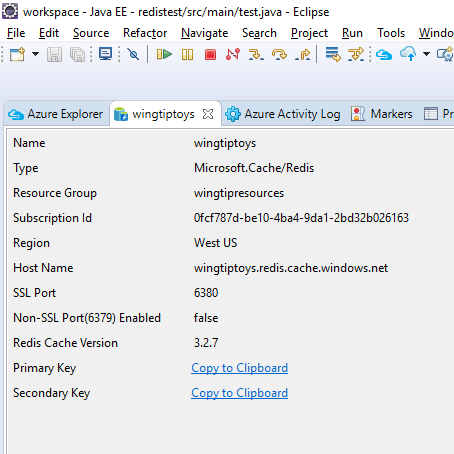 workspace - Java EE - redistest/src/main/test.java - Eclipse
File Edit Source Refactor Navigate Search Project Run Tools Windo
Azure Explorer wingtiptoys Azure Activity Log Markers Pr
Name wingtiptoys
Type Microsoft.Cache/Redis
Resource Group wingtipresources
Subscription Id 0fcf787d-be10-4ba4-9da1-2bd32b026163
Region West US
Host Name wingtiptoys.redis.cache.windows.net
SSL Port 6380
Non-SSL Port(6379) Enabled false
Redis Cache Version 3.2.7
Primary Key Copy to Clipboard
Secondary Key Copy to Clipboard